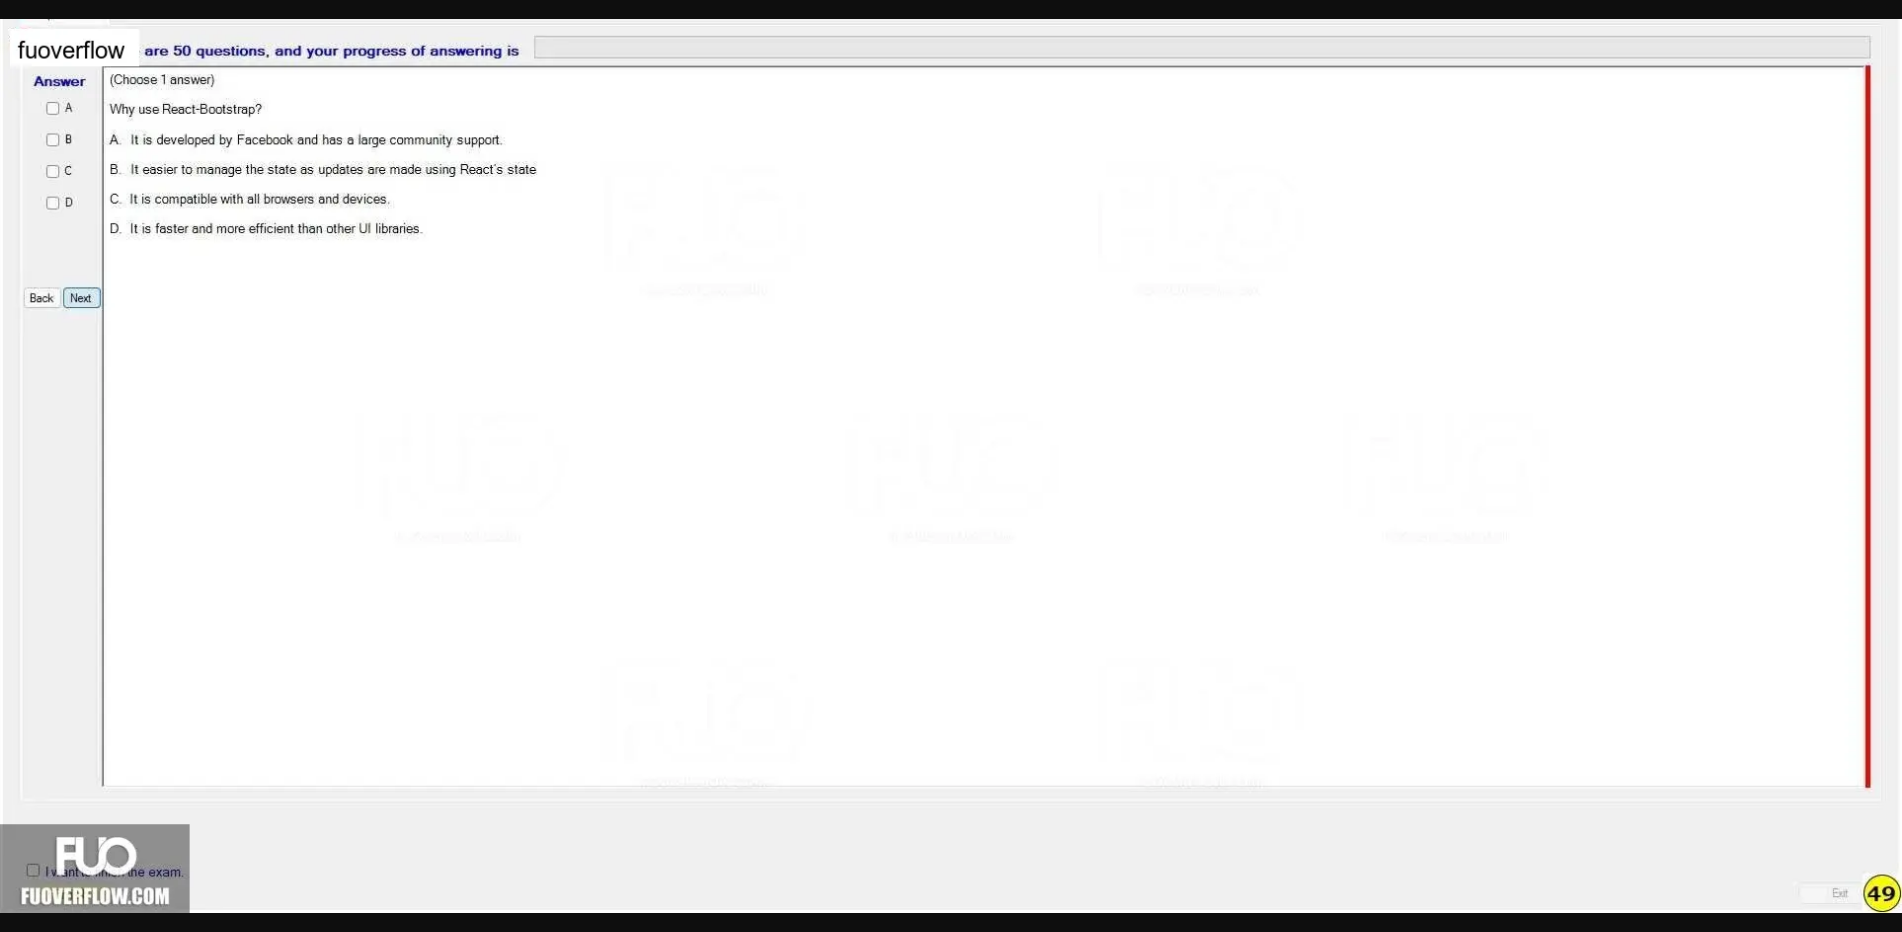 fuoverflow are 50 questions, and your progress of answering is
Answer
(Choose 1 answer)
A
Why use React-Bootstrap?
B
A. It is developed by Facebook and has a large community support.
C
B. It easier to manage the state as updates are made using React's state
D
C. It is compatible with all browsers and devices.
D. It is faster and more efficient than other UI libraries.
Back Next
FUO
I want the exam.
FUOVERFLOW.COM
Exit 49